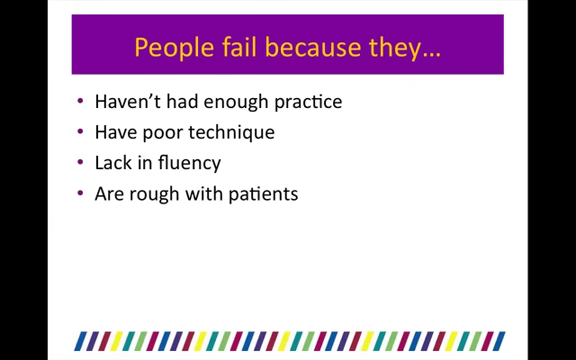 People fail because they…
• Haven’t had enough practice
• Have poor technique
• Lack in fluency
• Are rough with patients